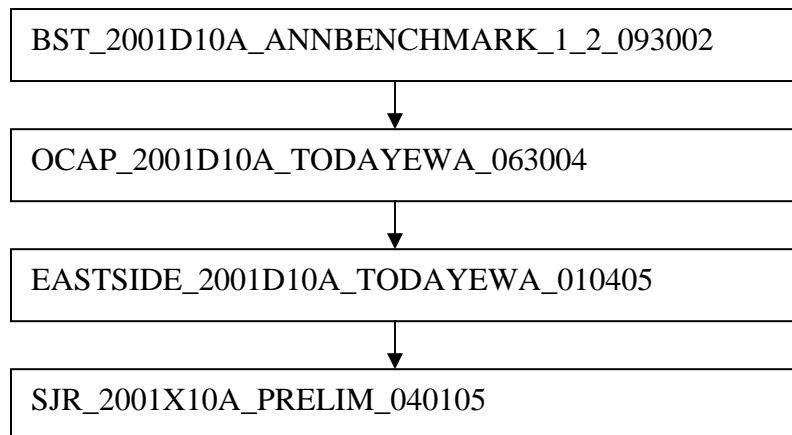 BST_2001D10A_ANNBENCHMARK_1_2_093002
OCAP_2001D10A_TODAYEWA_063004
EASTSIDE_2001D10A_TODAYEWA_010405
SJR_2001X10A_PRELIM_040105